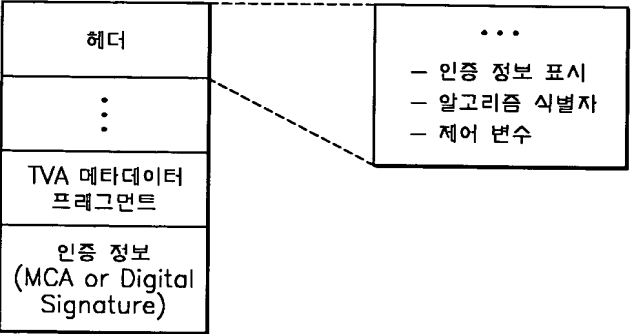 헤더
TVA 메타데이터
프래그먼트
인증 정보
(MCA or Digital
Signature)
• • •
– 인증 정보 표시
– 알고리즘 식별자
– 제어 변수